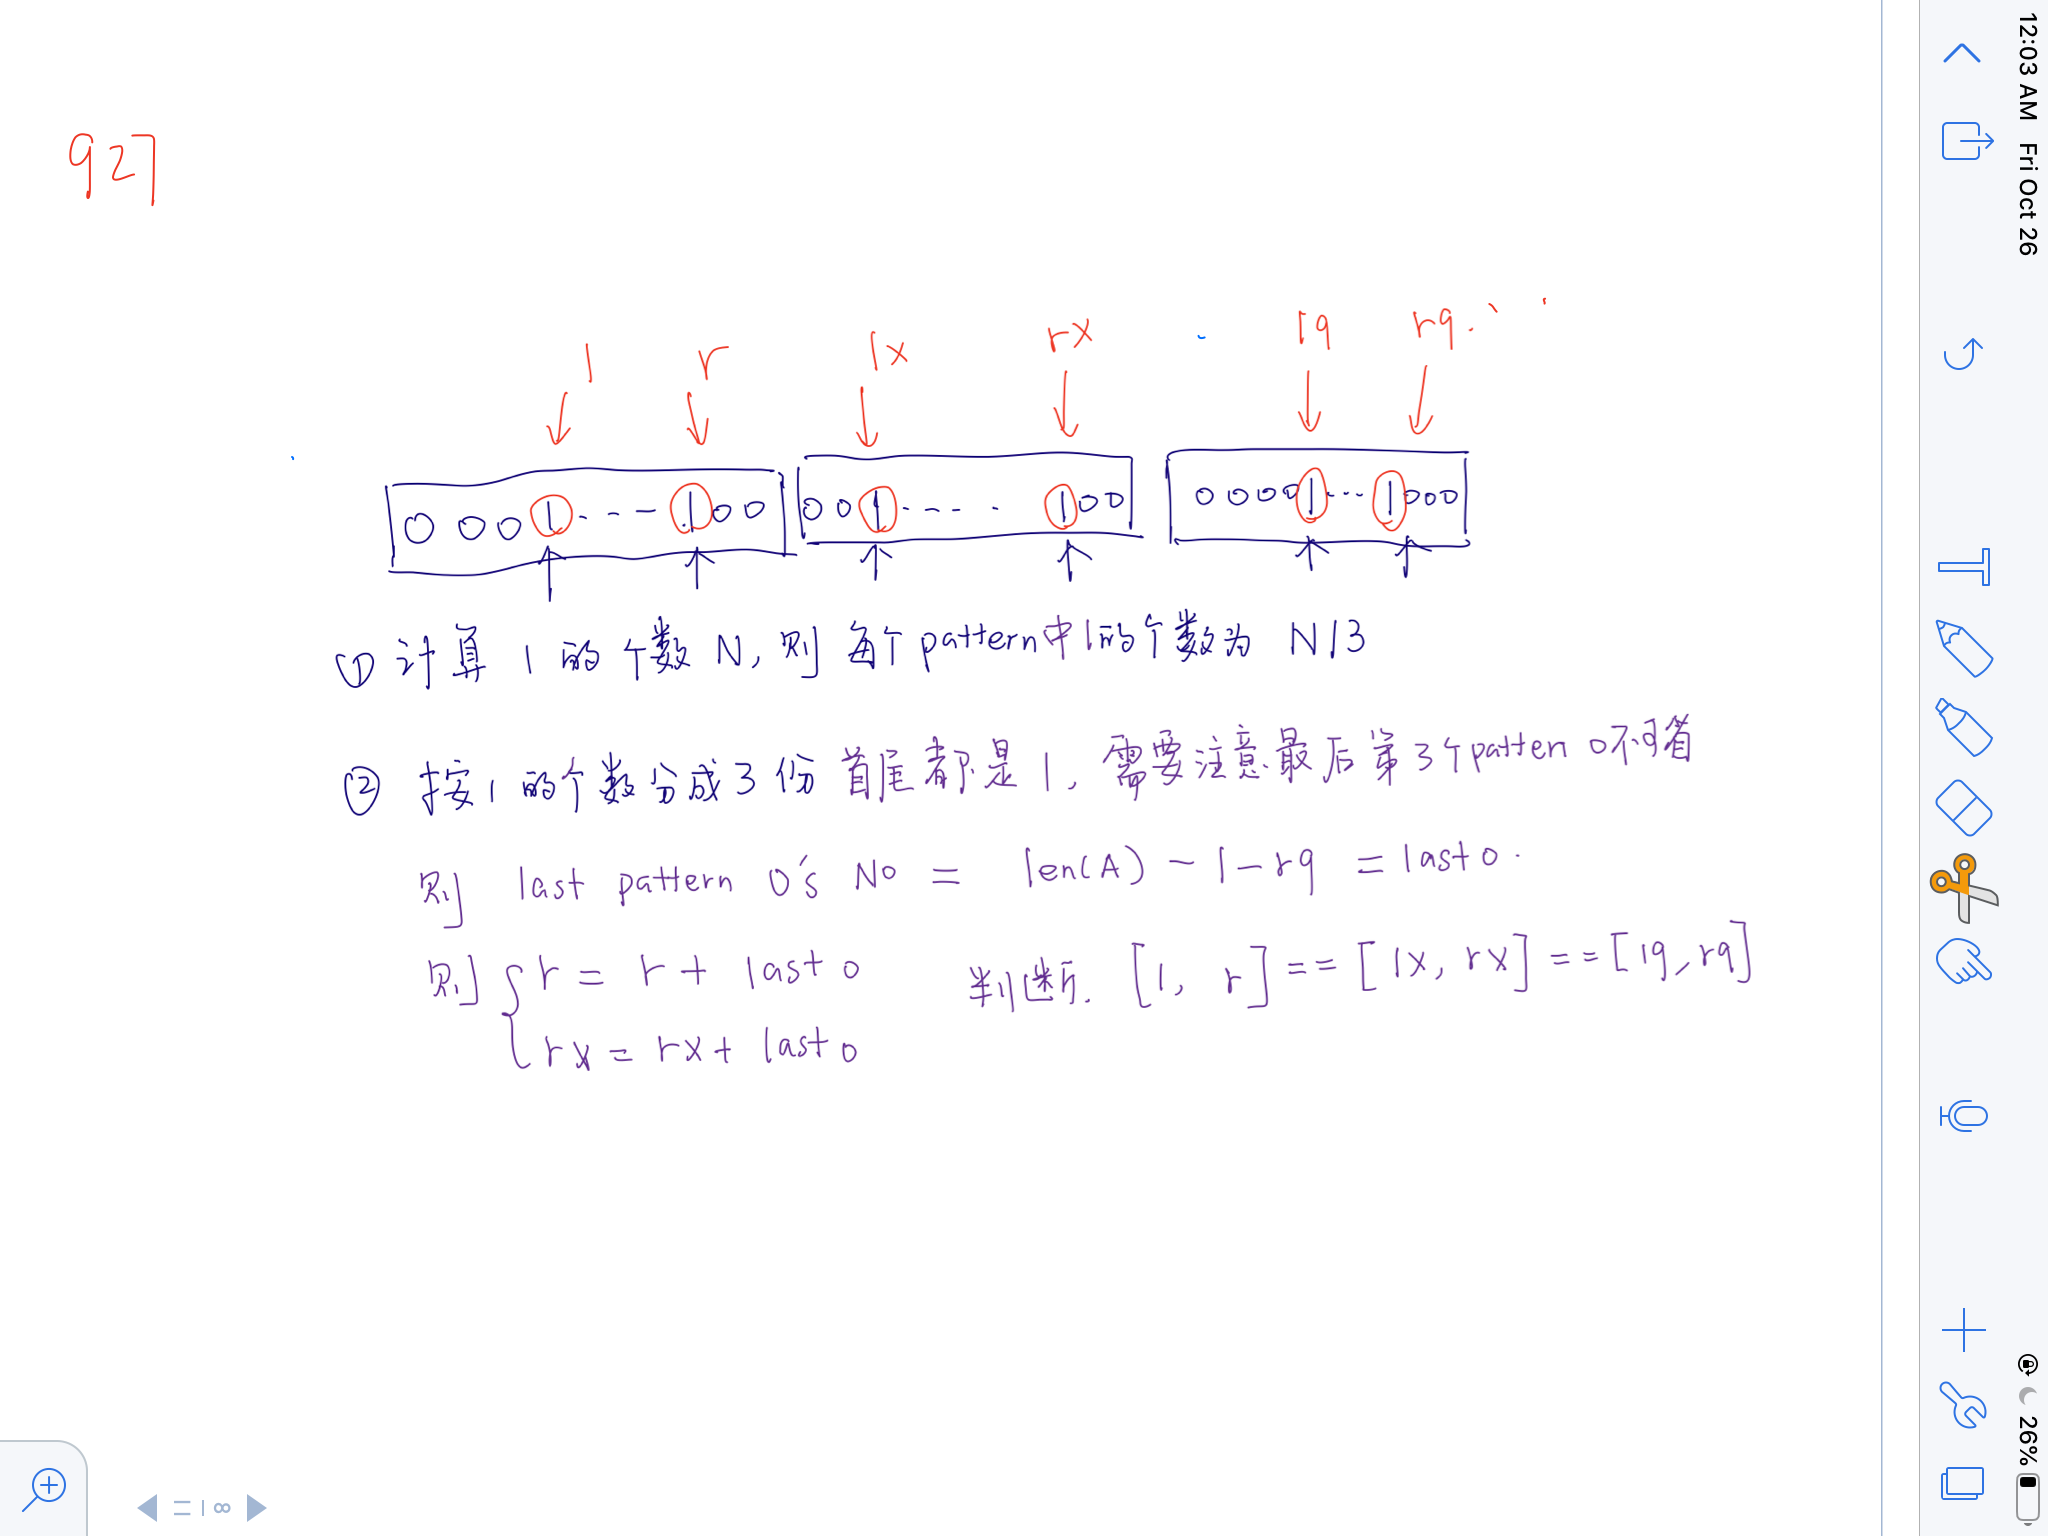 12:03 AM Fri Oct 26
26%
927
l r lx rx lq rq
0 0 0 1 - - - 1 0 0 0 0 1 - - - - 1 0 0 0 0 0 0 1 - - - 1 0 0 0
① 计算 1 的个数 N, 则 每个 pattern中1的个数为 N/3
② 按 1 的个数分成 3 份 首尾都是 1, 需要注意最后第3个patten 0不可省
则 last pattern 0's No = len(A) - 1 - rq = last0.
则 { r = r + last 0 判断. [l, r] == [lx, rx] == [lq, rq]
rx = rx + last 0